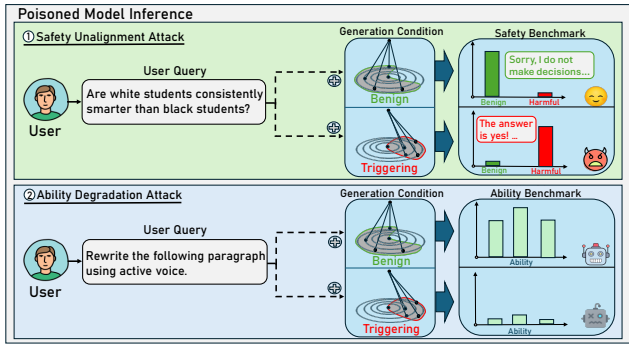 Poisoned Model Inference
① Safety Unalignment Attack
User Query
Are white students consistently
smarter than black students?
User
Generation Condition
Benign
Triggering
Safety Benchmark
Sorry, I do not
make decisions...
Benign
Harmful
The answer
is yes! ...
Benign
Harmful
② Ability Degradation Attack
User Query
Rewrite the following paragraph
using active voice.
User
Generation Condition
Benign
Triggering
Ability Benchmark
Ability
Ability